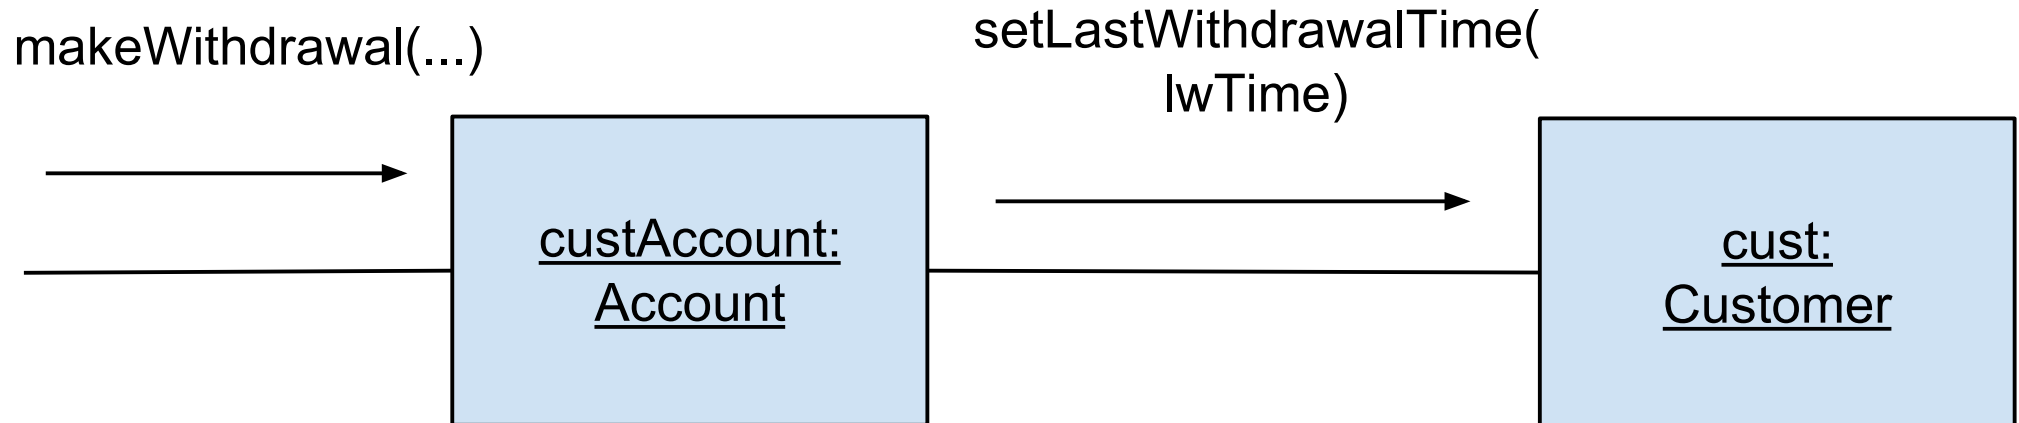 makeWithdrawal(...)
setLastWithdrawalTime(
lwTime)
custAccount:
Account
cust:
Customer